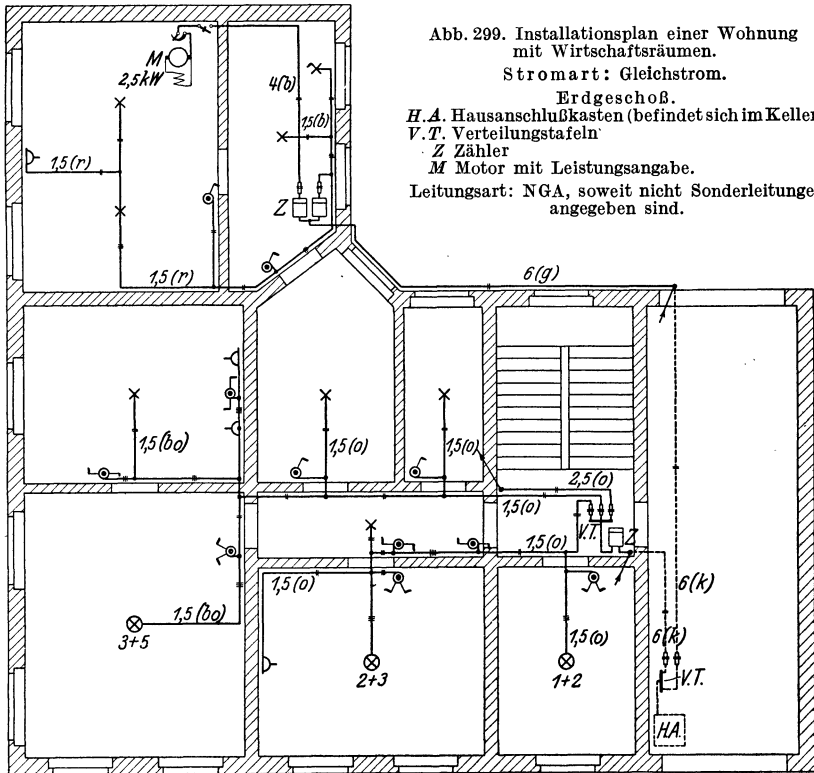 Abb. 299. Installationsplan einer Wohnung
mit Wirtschaftsräumen.
Stromart: Gleichstrom.
Erdgeschoß.
H.A. Hausanschlußkasten (befindet sich im Keller
V.T. Verteilungstafeln
Z Zähler
M Motor mit Leistungsangabe.
Leitungsart: NGA, soweit nicht Sonderleitunge
angegeben sind.
M
2,5kW
4(b)
1,5(b)
1,5(r)
Z
1,5(r)
6(g)
1,5(bo)
1,5(o)
1,5(o)
2,5(o)
1,5(o)
V.T.
Z
1,5(o)
1,5(o)
1,5(bo)
3+5
2+3
1,5(o)
1+2
6(k)
6(k)
V.T.
H.A.